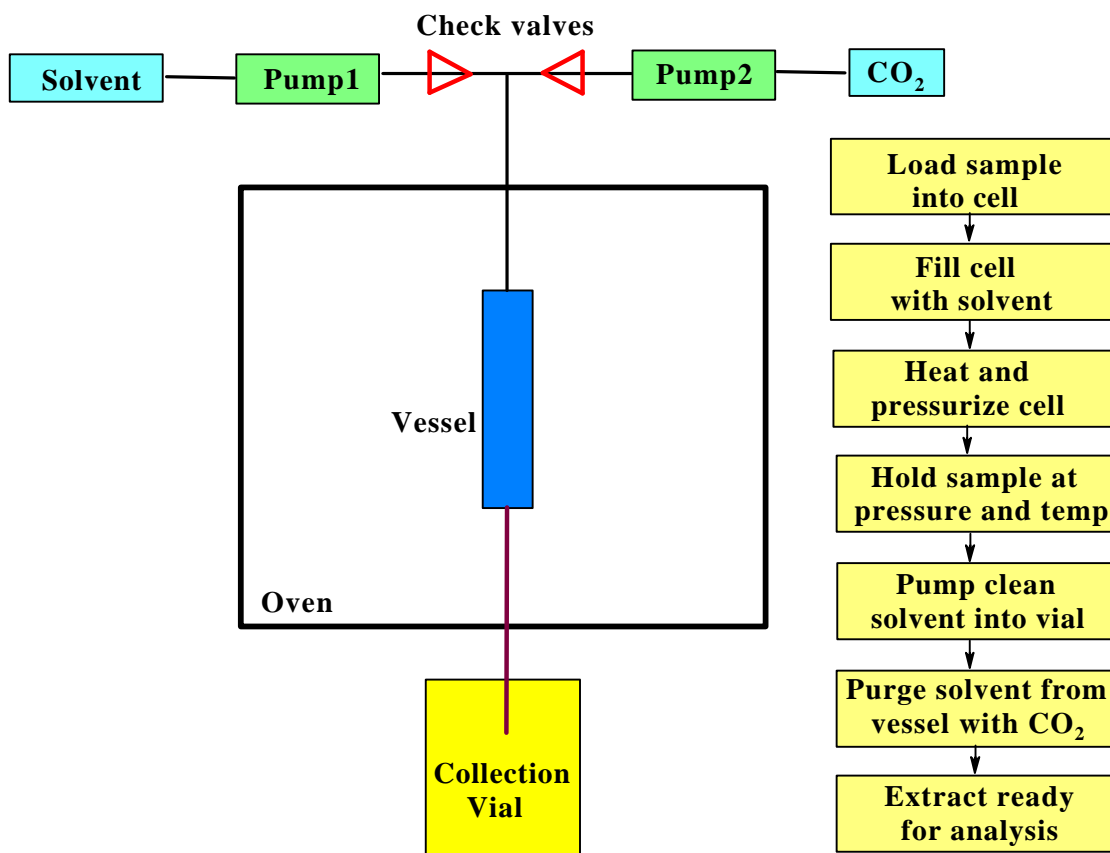 Check valves
Solvent
Pump1
Pump2
CO₂
Vessel
Oven
Collection
Vial
Load sample
into cell
Fill cell
with solvent
Heat and
pressurize cell
Hold sample at
pressure and temp
Pump clean
solvent into vial
Purge solvent from
vessel with CO₂
Extract ready
for analysis